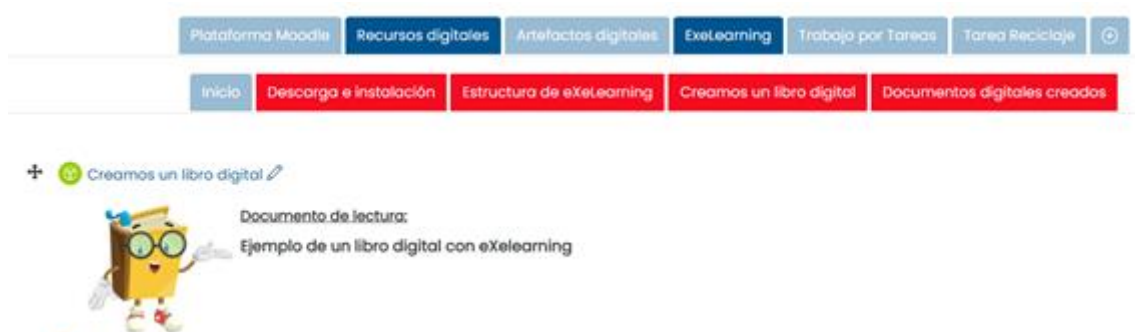 Plataforma Moodle Recursos digitales Artefactos digitales ExeLearning Trabajo por Tareas Tarea Reciclaje
Inicio Descarga e instalación Estructura de eXeLearning Creamos un libro digital Documentos digitales creados
Creamos un libro digital
Documento de lectura:
Ejemplo de un libro digital con eXelearning